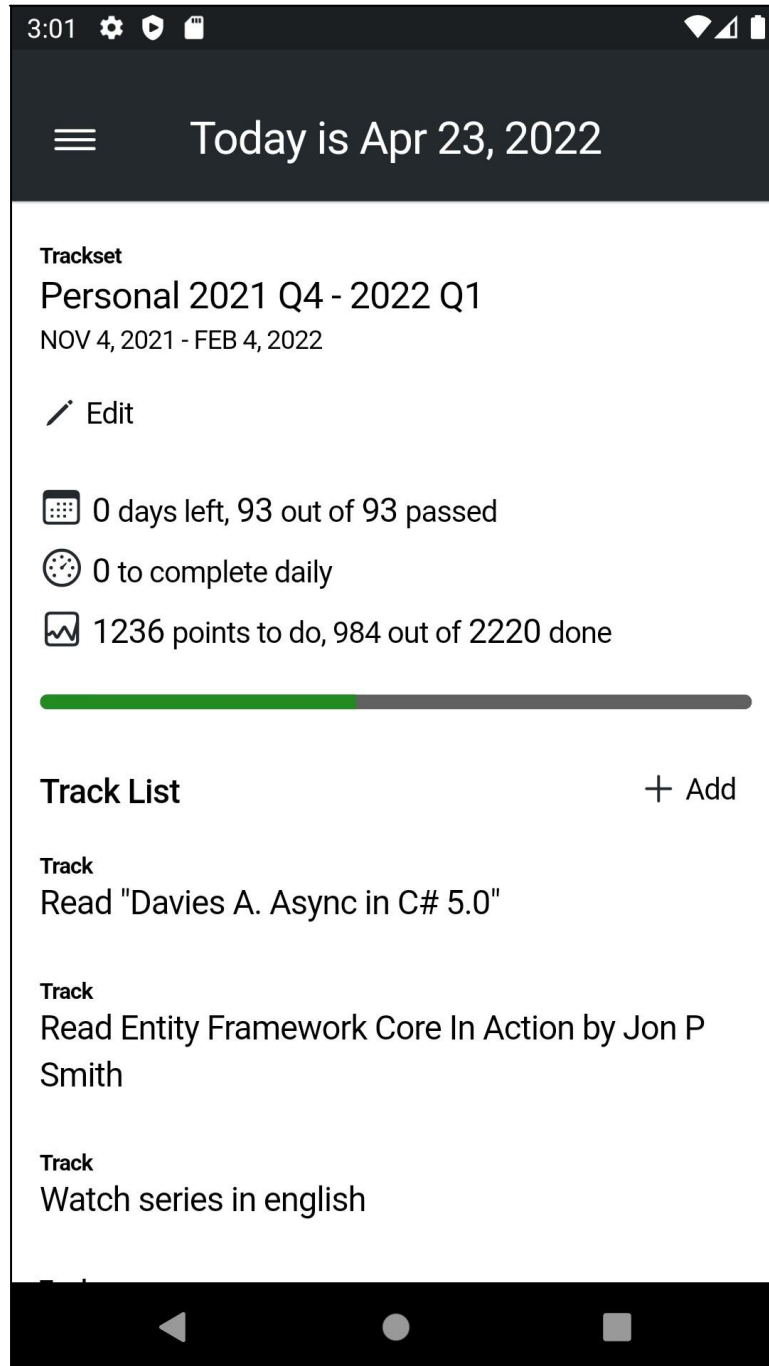 3:01
Today is Apr 23, 2022
Trackset
Personal 2021 Q4 - 2022 Q1
NOV 4, 2021 - FEB 4, 2022
Edit
0 days left, 93 out of 93 passed
0 to complete daily
1236 points to do, 984 out of 2220 done
Track List
+ Add
Track
Read "Davies A. Async in C# 5.0"
Track
Read Entity Framework Core In Action by Jon P
Smith
Track
Watch series in english